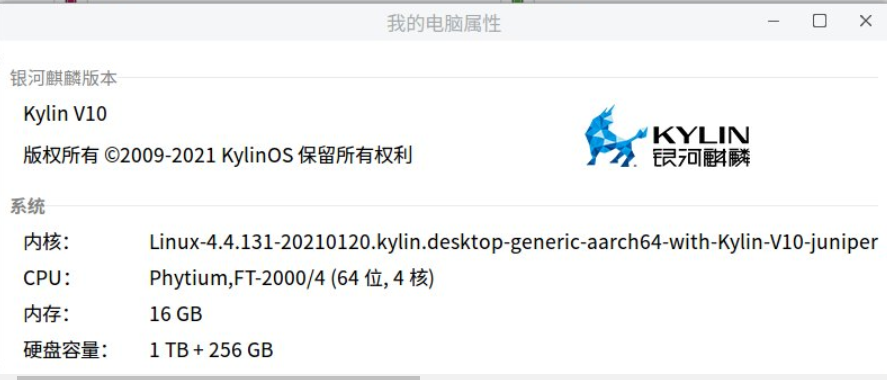 我的电脑属性
银河麒麟版本
Kylin V10
版权所有 ©2009-2021 KylinOS 保留所有权利
KYLIN
银河麒麟
系统
内核： Linux-4.4.131-20210120.kylin.desktop-generic-aarch64-with-Kylin-V10-juniper
CPU： Phytium,FT-2000/4 (64 位, 4 核)
内存： 16 GB
硬盘容量： 1 TB + 256 GB